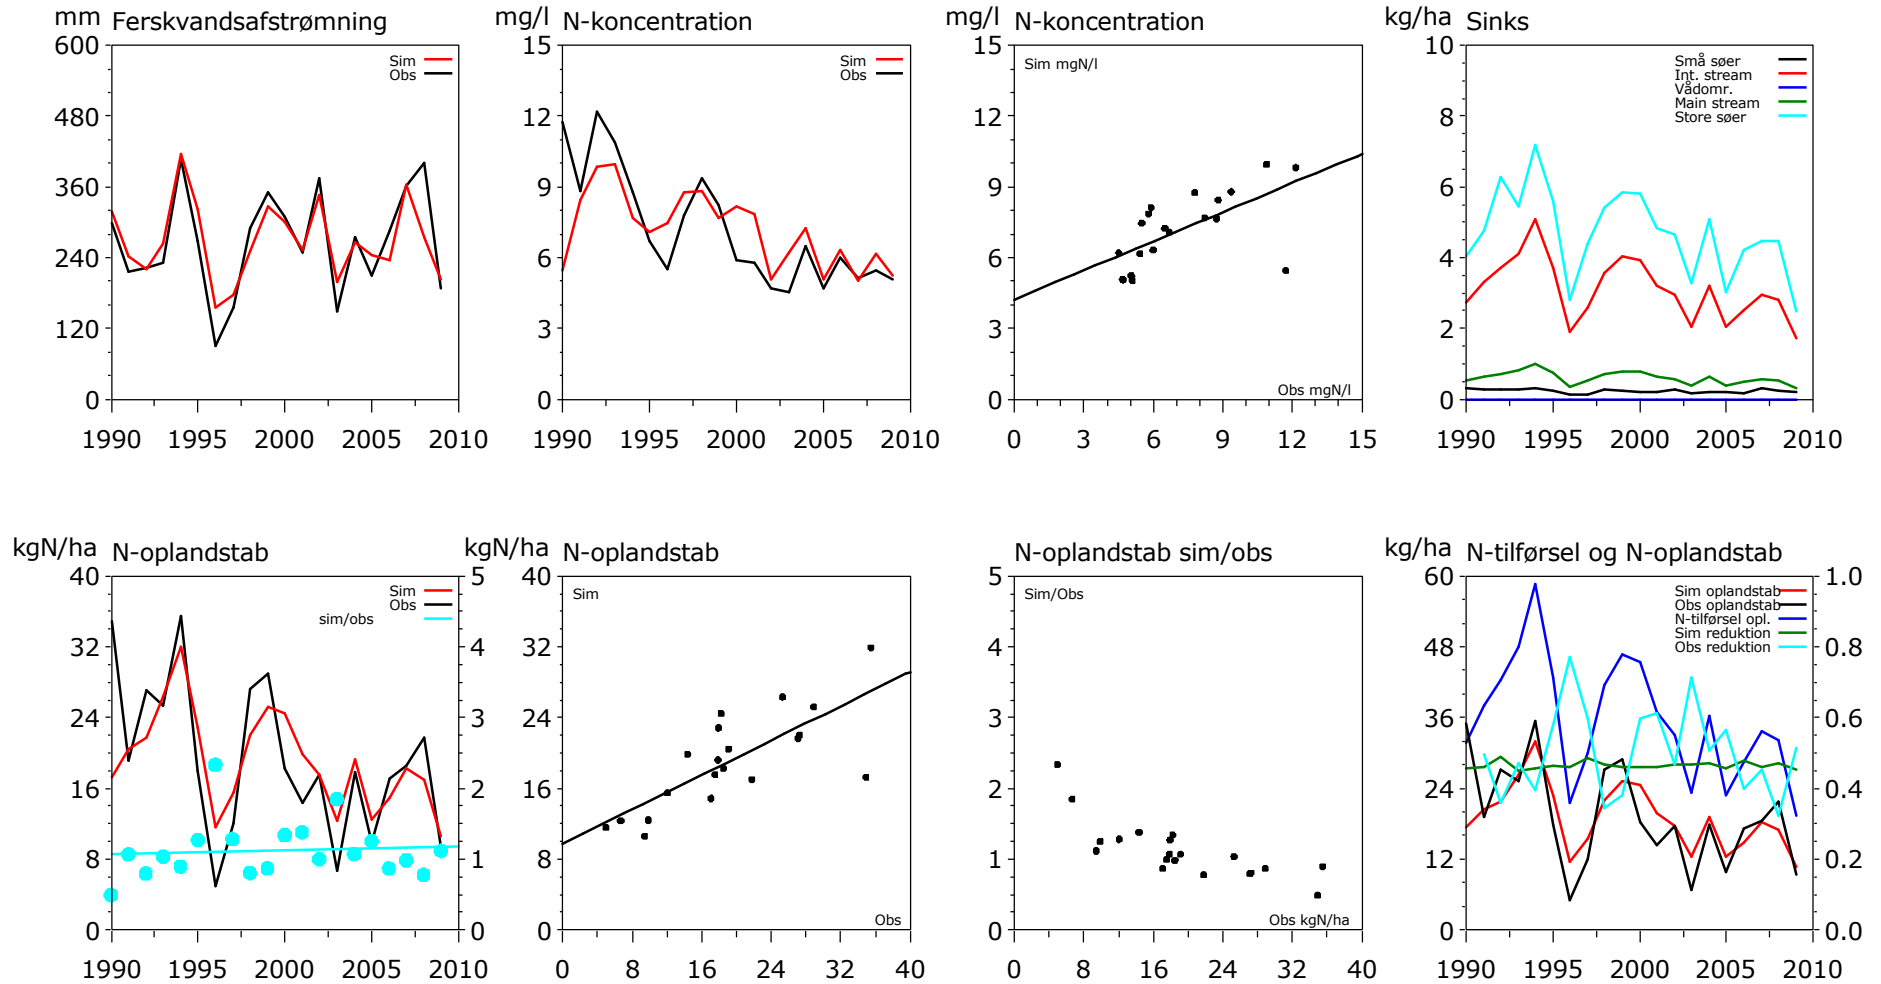 mm Ferskvandsafstrømning
600
480
360
240
120
0
1990 1995 2000 2005 2010
Sim
Obs
mg/l N-koncentration
15
12
9
6
3
0
1990 1995 2000 2005 2010
Sim
Obs
mg/l N-koncentration
15
12
9
6
3
0
0 3 6 9 12 15
Sim mgN/l
Obs mgN/l
kg/ha Sinks
10
8
6
4
2
0
1990 1995 2000 2005 2010
Små søer
Int. stream
Vådomr.
Main stream
Store søer
kgN/ha N-oplandstab
40
32
24
16
8
0
5
4
3
2
1
0
1990 1995 2000 2005 2010
Sim
Obs
sim/obs
kgN/ha N-oplandstab
40
32
24
16
8
0
0 8 16 24 32 40
Sim
Obs
N-oplandstab sim/obs
5
4
3
2
1
0
0 8 16 24 32 40
Sim/Obs
Obs kgN/ha
kg/ha N-tilførsel og N-oplandstab
60
48
36
24
12
0
1.0
0.8
0.6
0.4
0.2
0.0
1990 1995 2000 2005 2010
Sim oplandstab
Obs oplandstab
N-tilførsel opl.
Sim reduktion
Obs reduktion